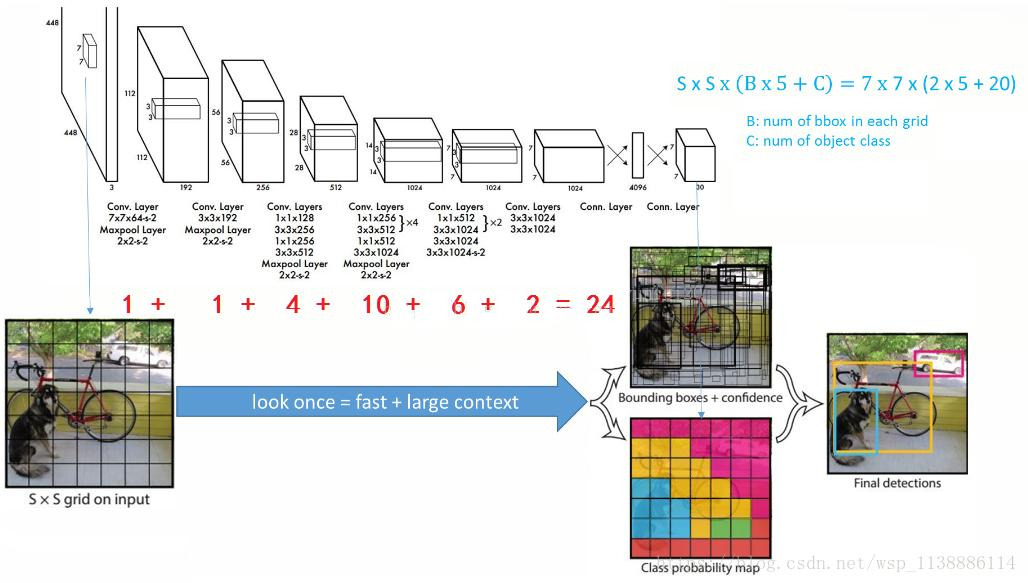 448
448
7
7
3
112
112
3
3
192
56
56
3
3
256
28
28
3
3
512
14
14
3
3
1024
7
7
3
3
1024
7
7
1024
4096
7
7
30
S x S x (B x 5 + C) = 7 x 7 x (2 x 5 + 20)
B: num of bbox in each grid
C: num of object class
Conv. Layer
7x7x64-s-2
Maxpool Layer
2x2-s-2
Conv. Layer
3x3x192
Maxpool Layer
2x2-s-2
Conv. Layers
1x1x128
3x3x256
1x1x256
3x3x512
Maxpool Layer
2x2-s-2
Conv. Layers
1x1x256
3x3x512
}×4
1x1x512
3x3x1024
Maxpool Layer
2x2-s-2
Conv. Layers
1x1x512
3x3x1024
}×2
3x3x1024
3x3x1024-s-2
Conv. Layers
3x3x1024
3x3x1024
Conn. Layer
Conn. Layer
1 + 1 + 4 + 10 + 6 + 2 = 24
look once = fast + large context
S × S grid on input
Bounding boxes + confidence
Class probability map
Final detections
https://blog.csdn.net/wsp_1138886114